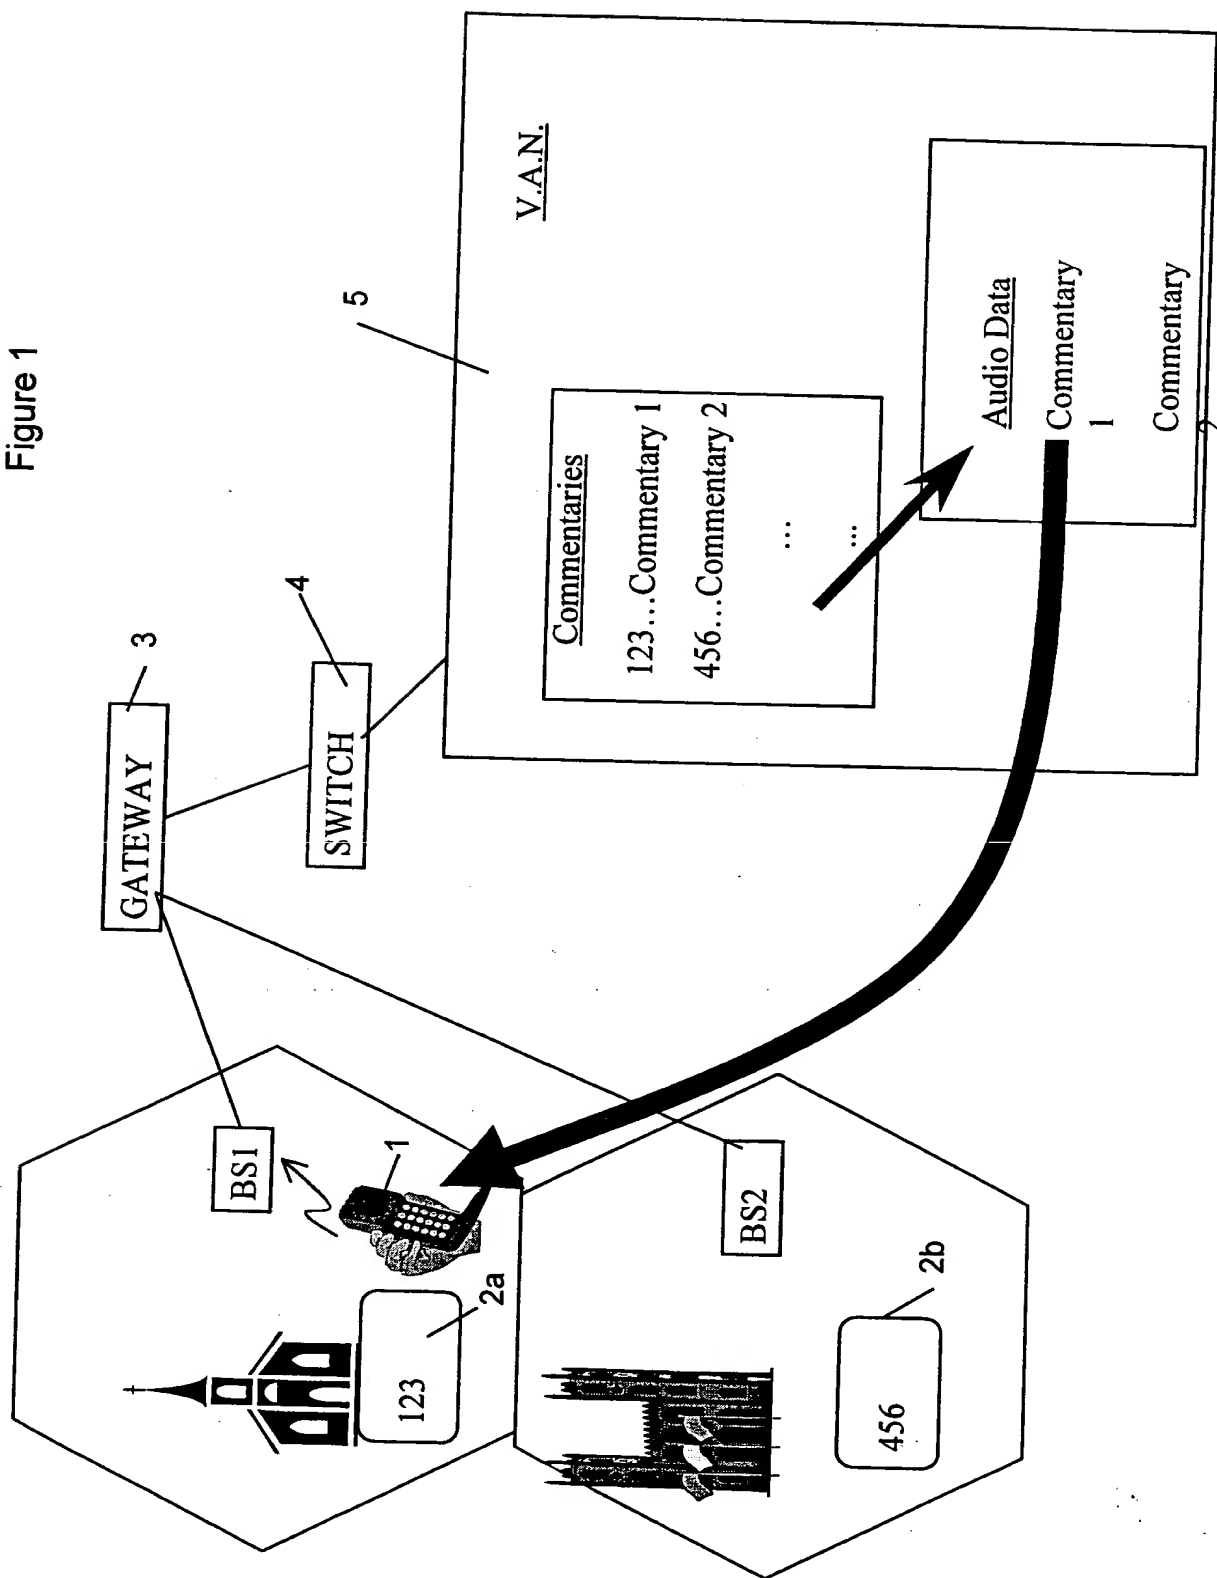 Figure 1
GATEWAY
3
SWITCH
4
5
V.A.N.
Commentaries
123...Commentary 1
456...Commentary 2
...
...
Audio Data
Commentary
1
Commentary
BS1
1
123
2a
BS2
456
2b